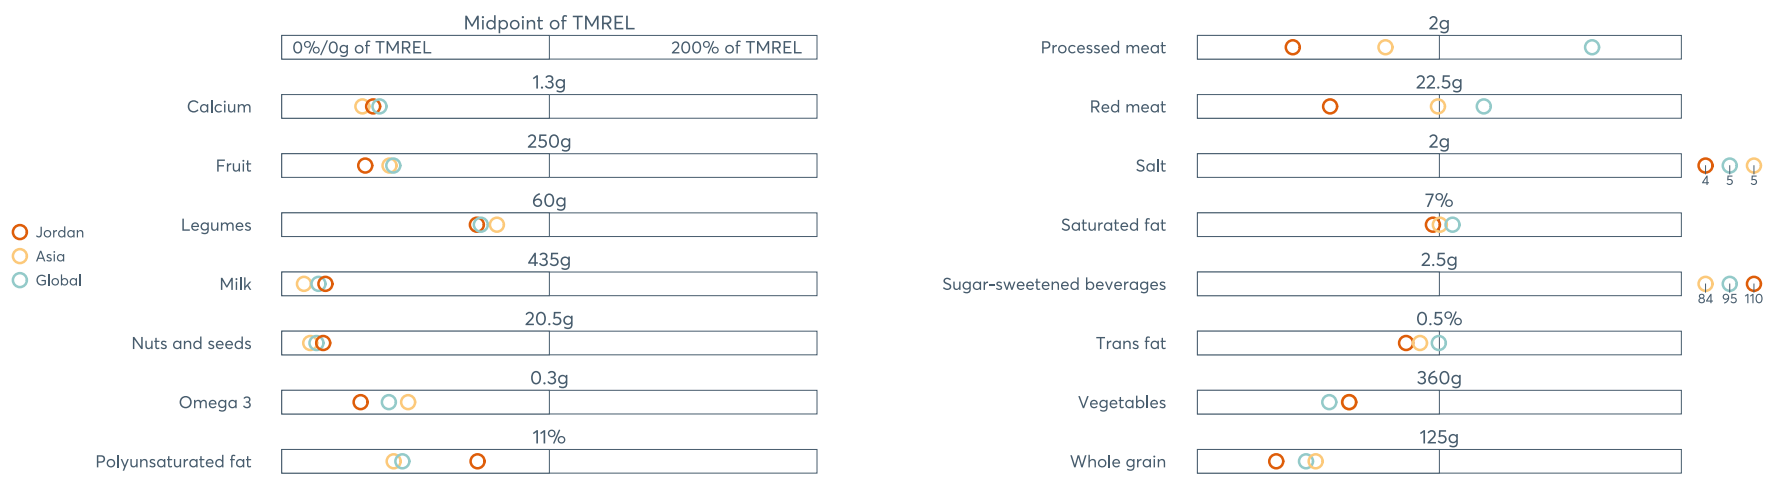 Midpoint of TMREL
0%/0g of TMREL
200% of TMREL
1.3g
Calcium
250g
Fruit
60g
Legumes
435g
Milk
20.5g
Nuts and seeds
0.3g
Omega 3
11%
Polyunsaturated fat
Jordan
Asia
Global
2g
Processed meat
22.5g
Red meat
2g
Salt
4 5 5
7%
Saturated fat
2.5g
Sugar-sweetened beverages
84 95 110
0.5%
Trans fat
360g
Vegetables
125g
Whole grain